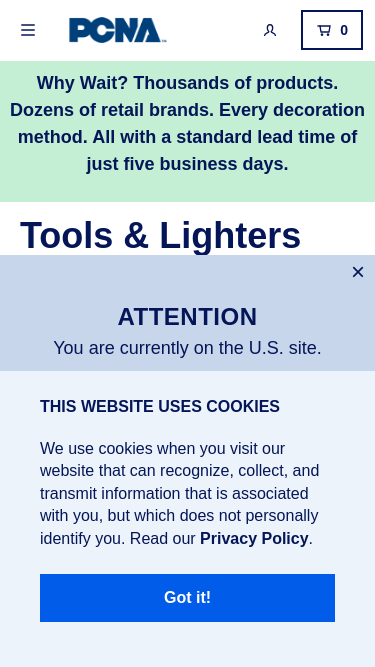 PCNA
0
Why Wait? Thousands of products.
Dozens of retail brands. Every decoration
method. All with a standard lead time of
just five business days.
Tools & Lighters
ATTENTION
You are currently on the U.S. site.
THIS WEBSITE USES COOKIES
We use cookies when you visit our
website that can recognize, collect, and
transmit information that is associated
with you, but which does not personally
identify you. Read our Privacy Policy.
Got it!